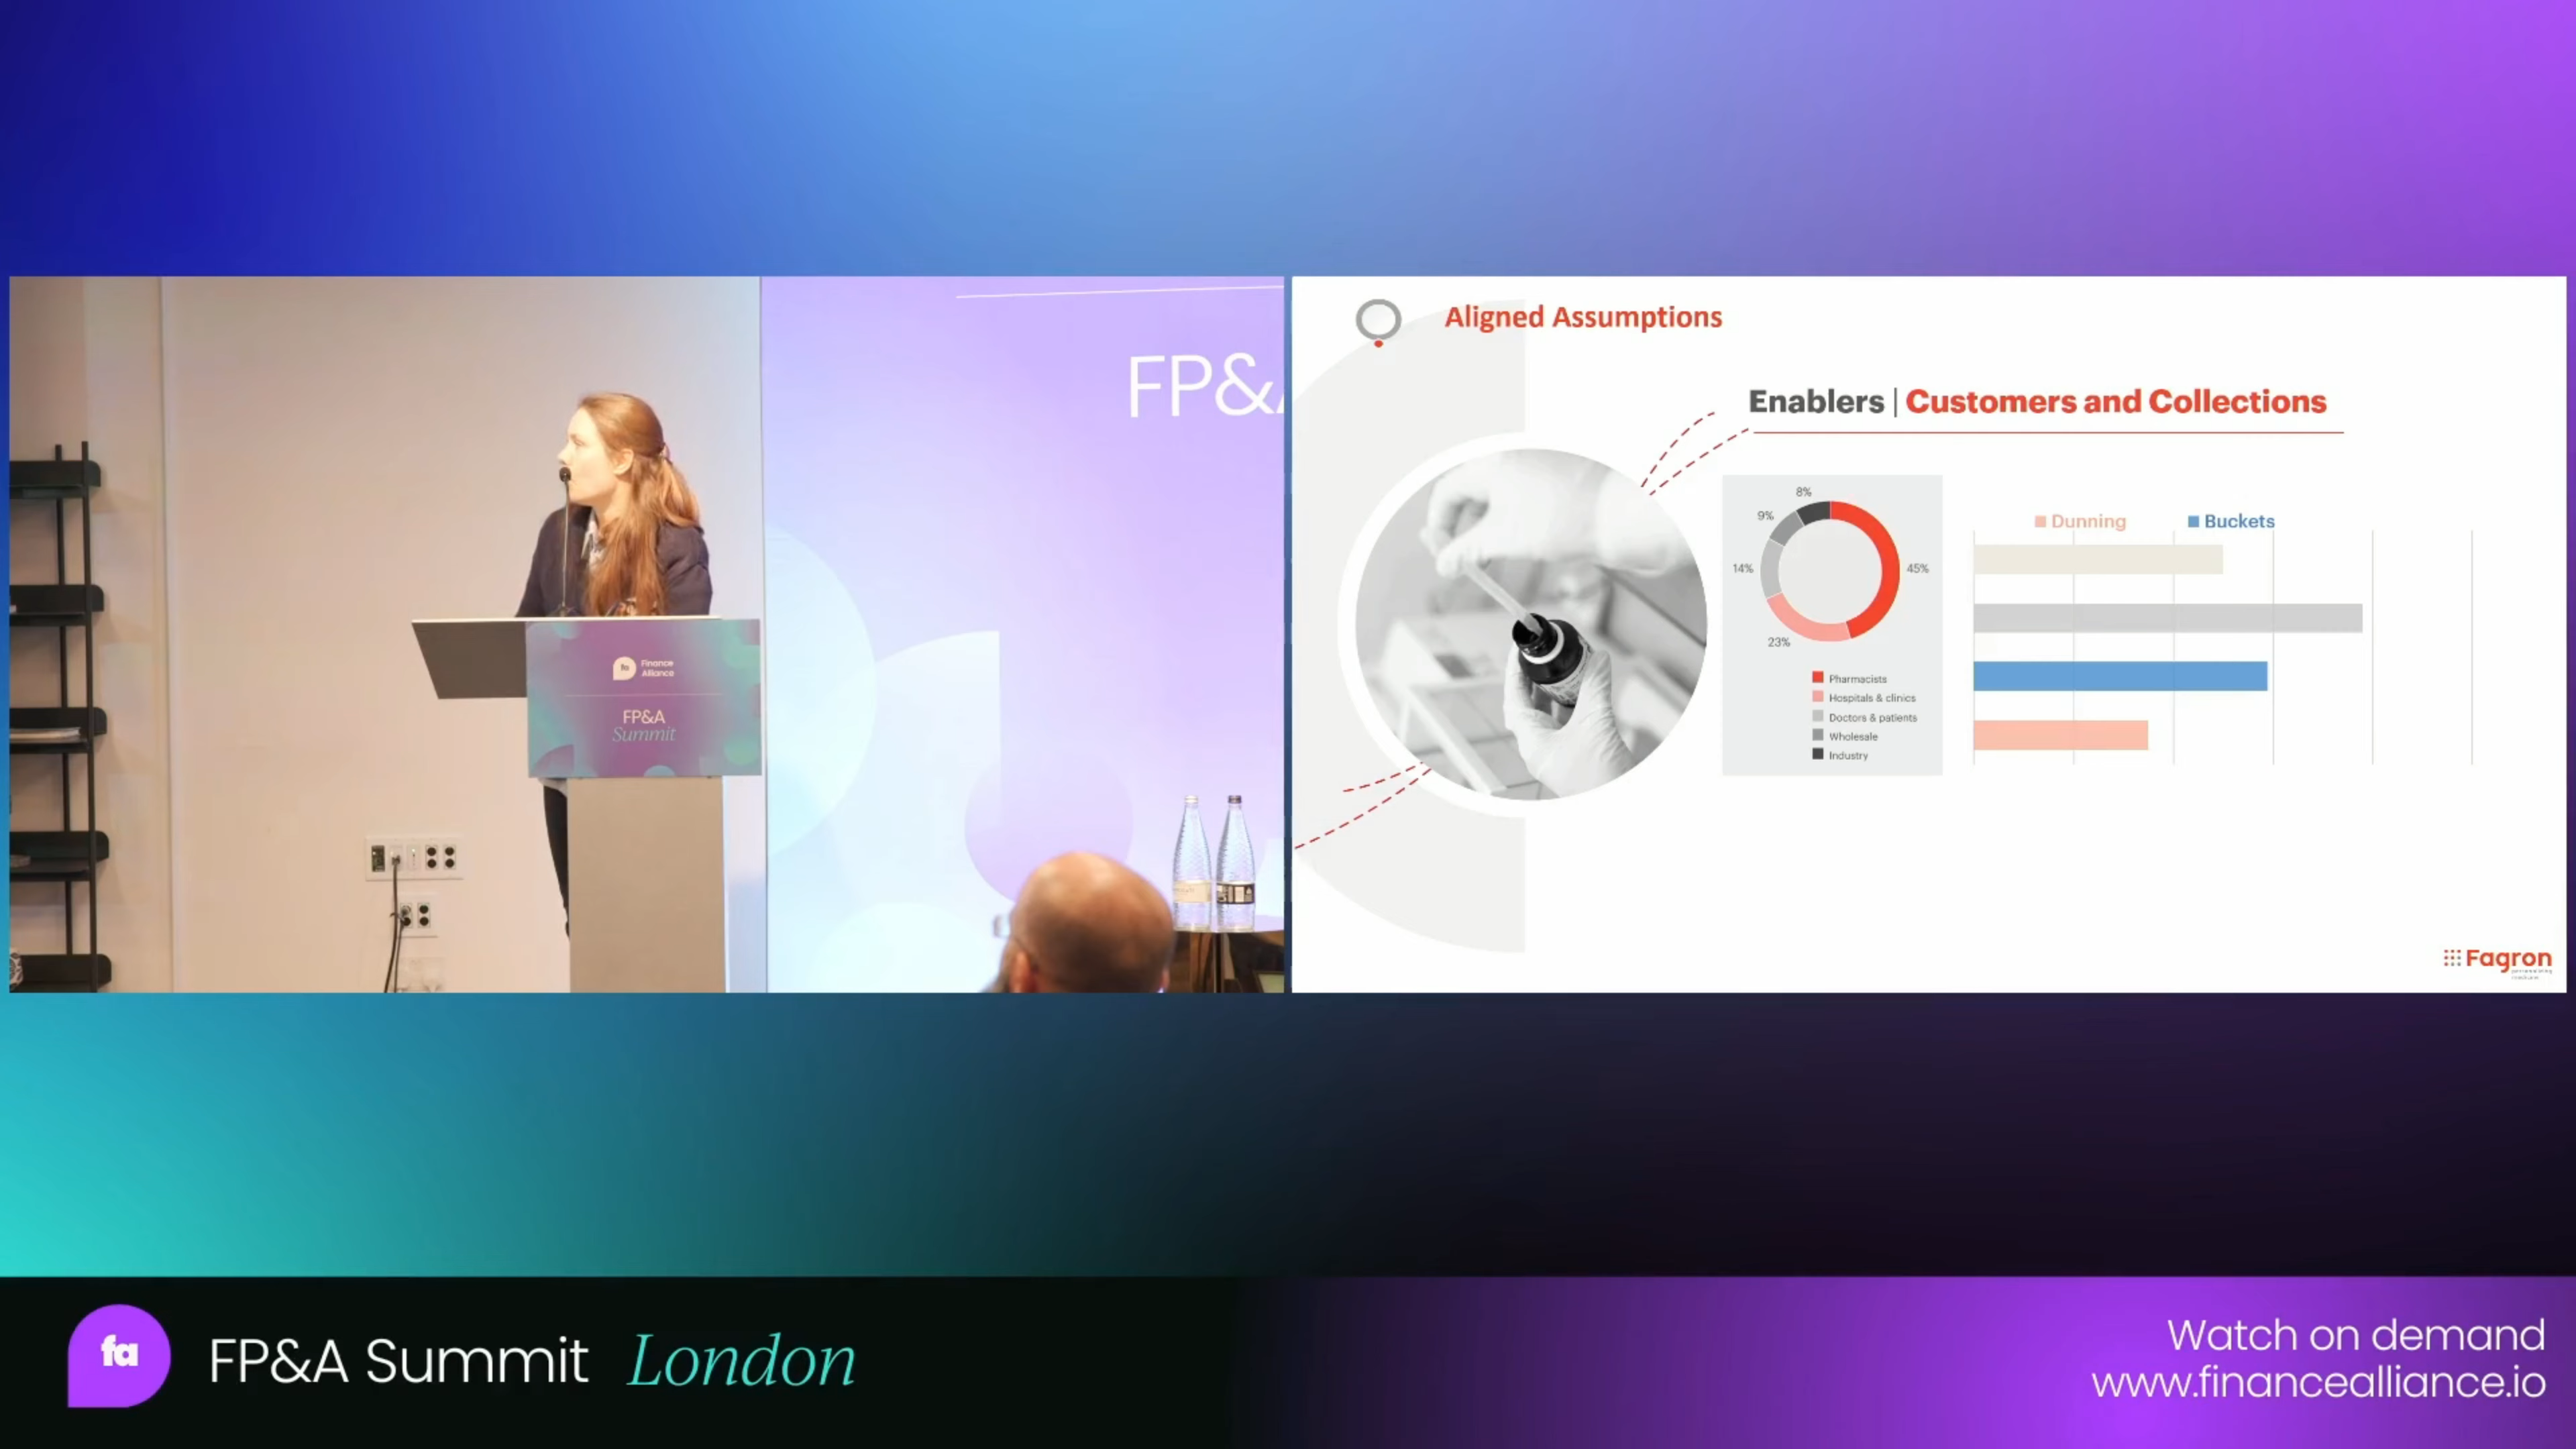 FP&
fa Finance
Alliance
FP&A
Summit
Aligned Assumptions
Enablers | Customers and Collections
8%
9%
14%
45%
23%
Pharmacists
Hospitals & clinics
Doctors & patients
Wholesale
Industry
Dunning
Buckets
Fagron
fa
FP&A Summit London
Watch on demand
www.financealliance.io